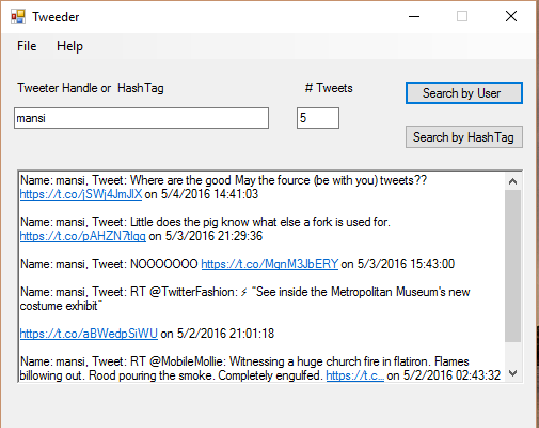 Tweeder
File Help
Tweeter Handle or HashTag # Tweets Search by User
mansi 5
Search by HashTag
Name: mansi, Tweet: Where are the good May the fource (be with you) tweets??
https://t.co/jSWj4JmJlX on 5/4/2016 14:41:03
Name: mansi, Tweet: Little does the pig know what else a fork is used for.
https://t.co/pAHZN7tlqq on 5/3/2016 21:29:36
Name: mansi, Tweet: NOOOOOOO https://t.co/MqnM3JbERY on 5/3/2016 15:43:00
Name: mansi, Tweet: RT @TwitterFashion: ⚡ "See inside the Metropolitan Museum's new
costume exhibit"
https://t.co/aBWedpSiWU on 5/2/2016 21:01:18
Name: mansi, Tweet: RT @MobileMollie: 'Witnessing a huge church fire in flatiron. Flames
billowing out. Rood pouring the smoke. Completely engulfed. https://t.c… on 5/2/2016 02:43:32